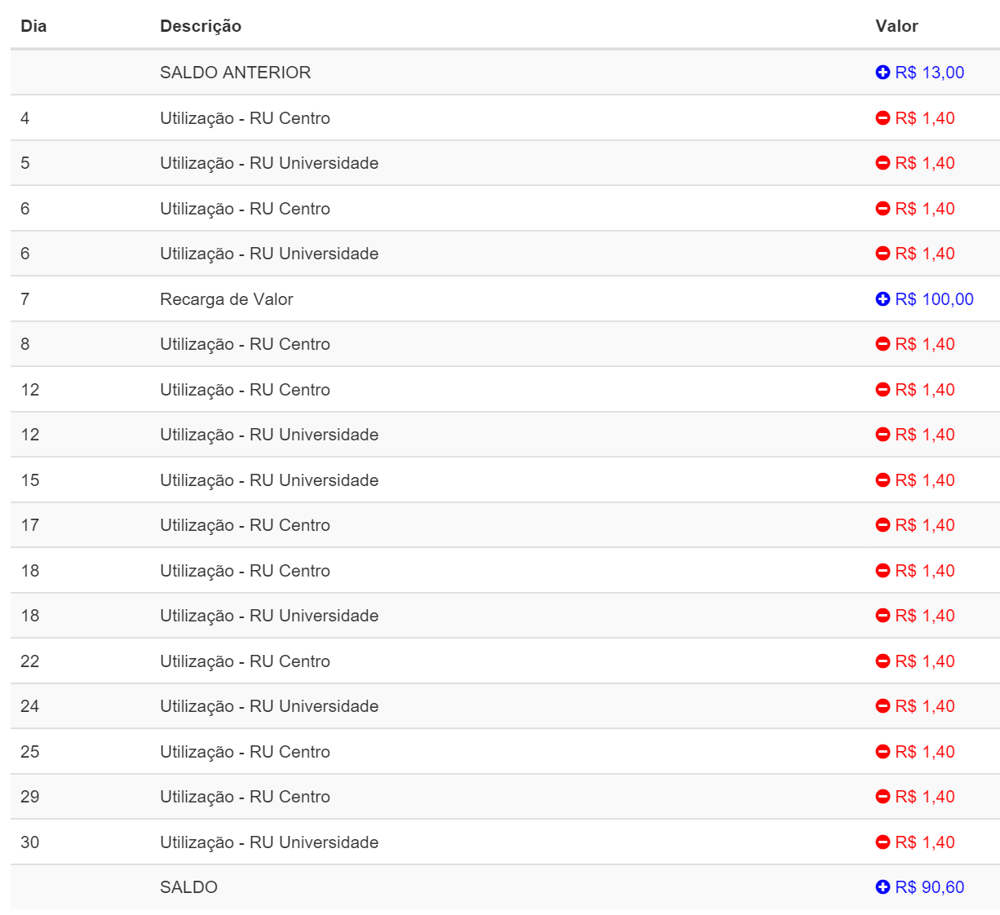 Dia Descrição Valor
SALDO ANTERIOR R$ 13,00
4 Utilização - RU Centro R$ 1,40
5 Utilização - RU Universidade R$ 1,40
6 Utilização - RU Centro R$ 1,40
6 Utilização - RU Universidade R$ 1,40
7 Recarga de Valor R$ 100,00
8 Utilização - RU Centro R$ 1,40
12 Utilização - RU Centro R$ 1,40
12 Utilização - RU Universidade R$ 1,40
15 Utilização - RU Universidade R$ 1,40
17 Utilização - RU Centro R$ 1,40
18 Utilização - RU Centro R$ 1,40
18 Utilização - RU Universidade R$ 1,40
22 Utilização - RU Centro R$ 1,40
24 Utilização - RU Universidade R$ 1,40
25 Utilização - RU Centro R$ 1,40
29 Utilização - RU Centro R$ 1,40
30 Utilização - RU Universidade R$ 1,40
SALDO R$ 90,60